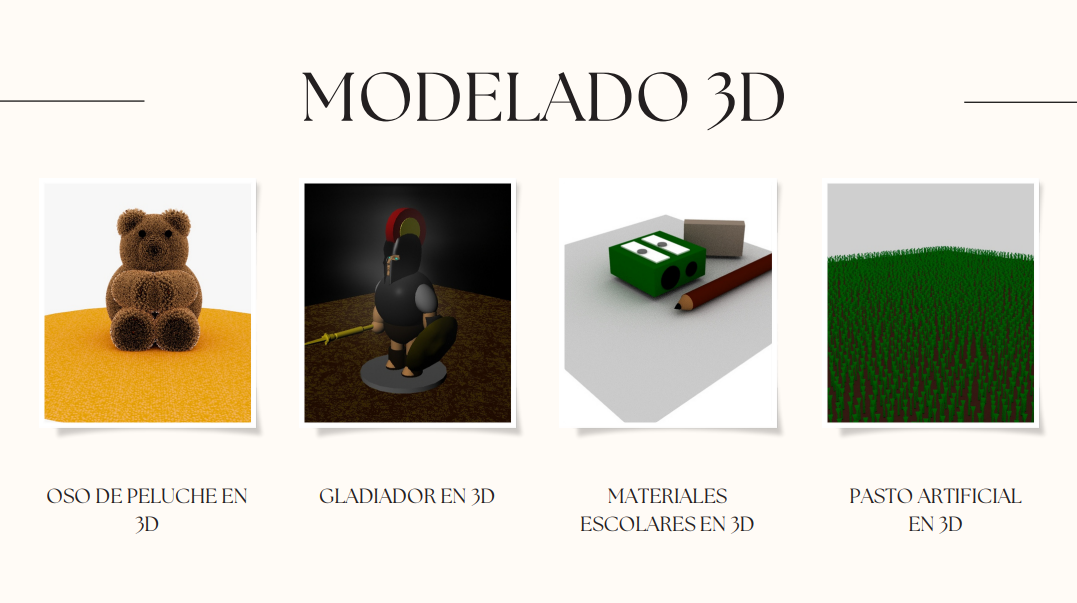 MODELADO 3D
OSO DE PELUCHE EN
3D
GLADIADOR EN 3D
MATERIALES
ESCOLARES EN 3D
PASTO ARTIFICIAL
EN 3D